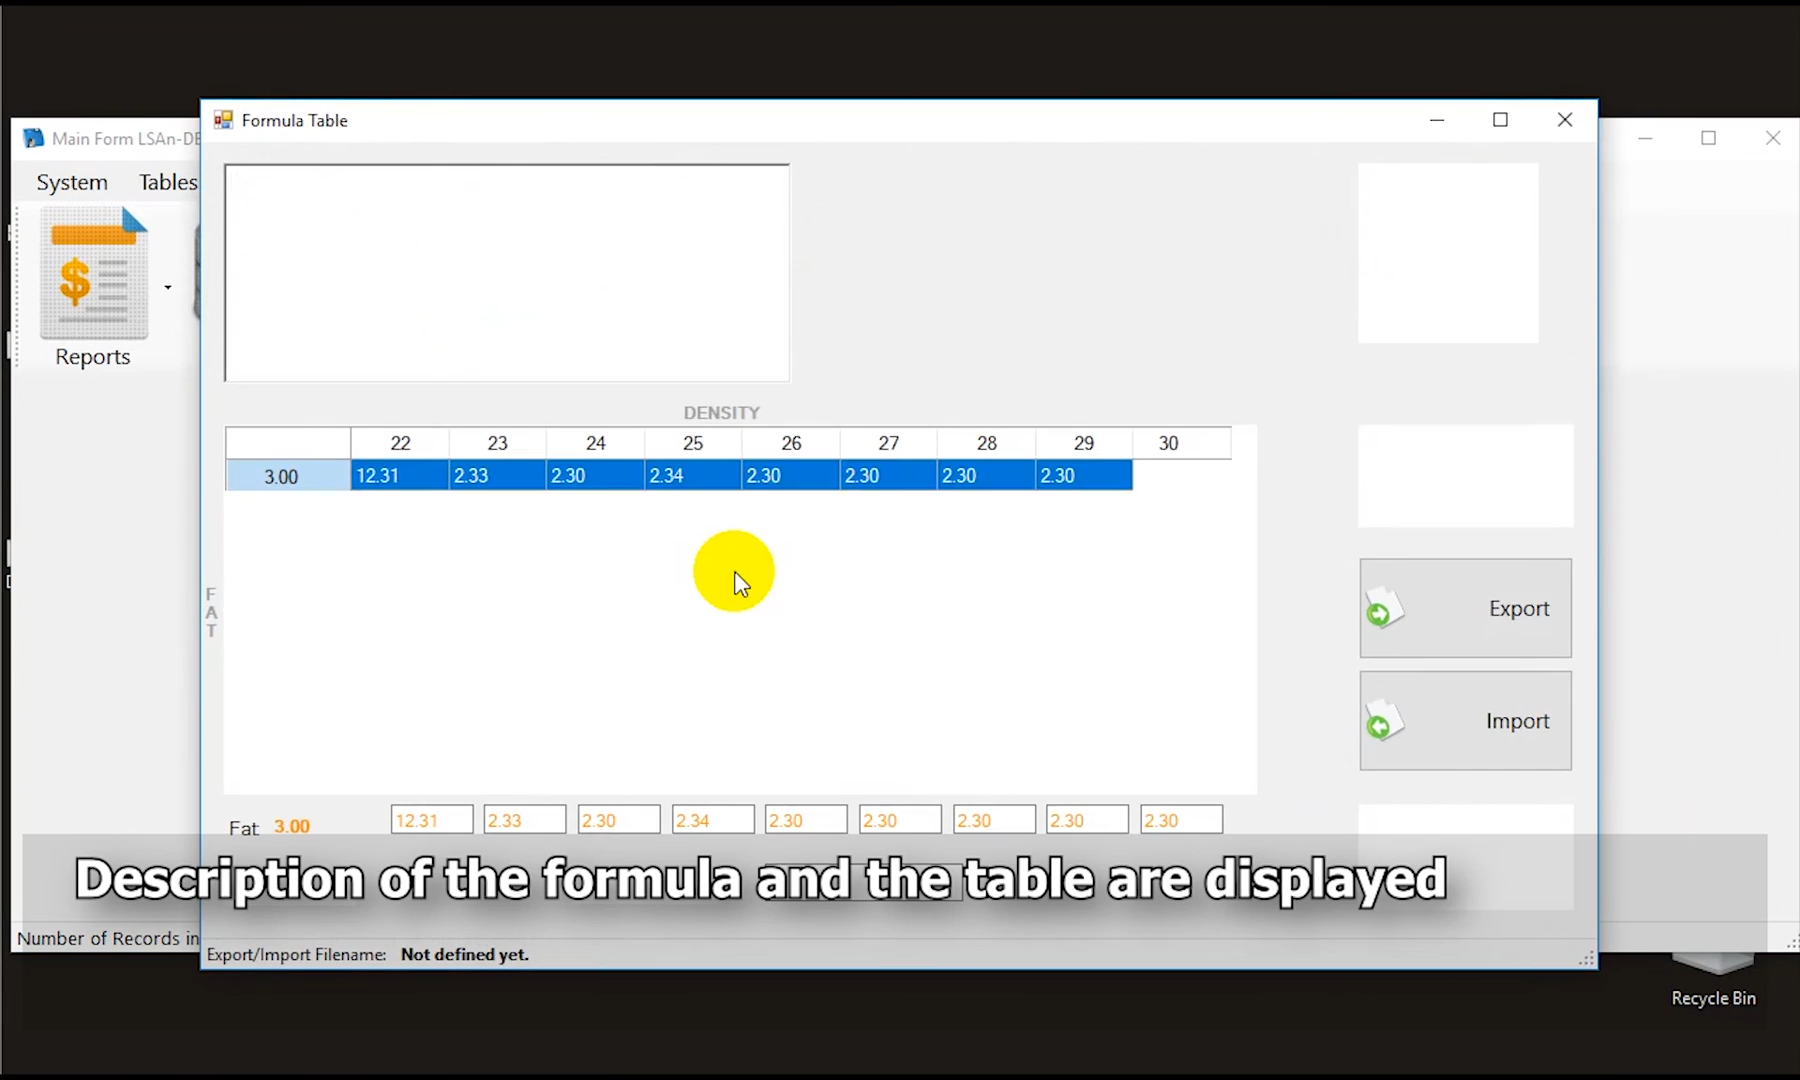 Formula Table
Main Form LSAn-DE
System Tables
Reports
DENSITY
22 23 24 25 26 27 28 29 30
3.00 12.31 2.33 2.30 2.34 2.30 2.30 2.30 2.30
FAT
Export
Import
Fat 3.00 12.31 2.33 2.30 2.34 2.30 2.30 2.30 2.30 2.30
Description of the formula and the table are displayed
Number of Records in
Export/Import Filename: Not defined yet.
Recycle Bin